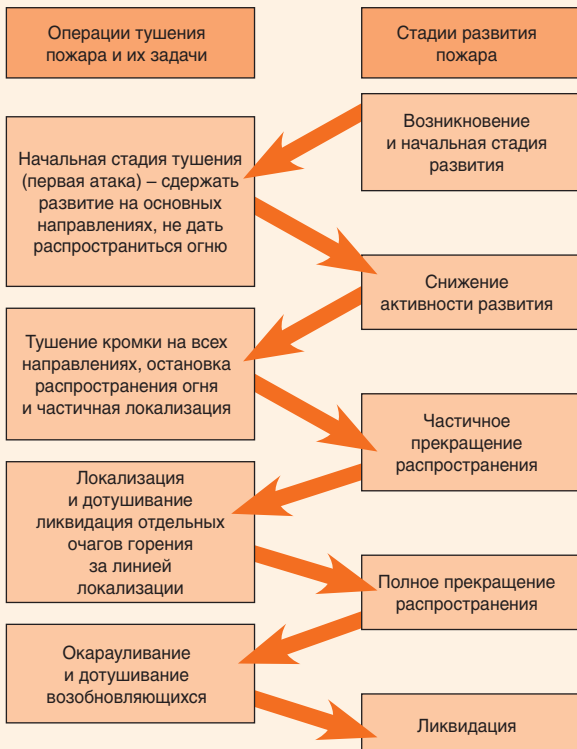 Операции тушения
пожара и их задачи
Стадии развития
пожара
Возникновение
и начальная стадия
развития
Начальная стадия тушения
(первая атака) – сдержать
развитие на основных
направлениях, не дать
распространиться огню
Снижение
активности развития
Тушение кромки на всех
направлениях, остановка
распространения огня
и частичная локализация
Частичное
прекращение
распространения
Локализация
и дотушивание
ликвидация отдельных
очагов горения
за линией
локализации
Полное прекращение
распространения
Окарауливание
и дотушивание
возобновляющихся
Ликвидация